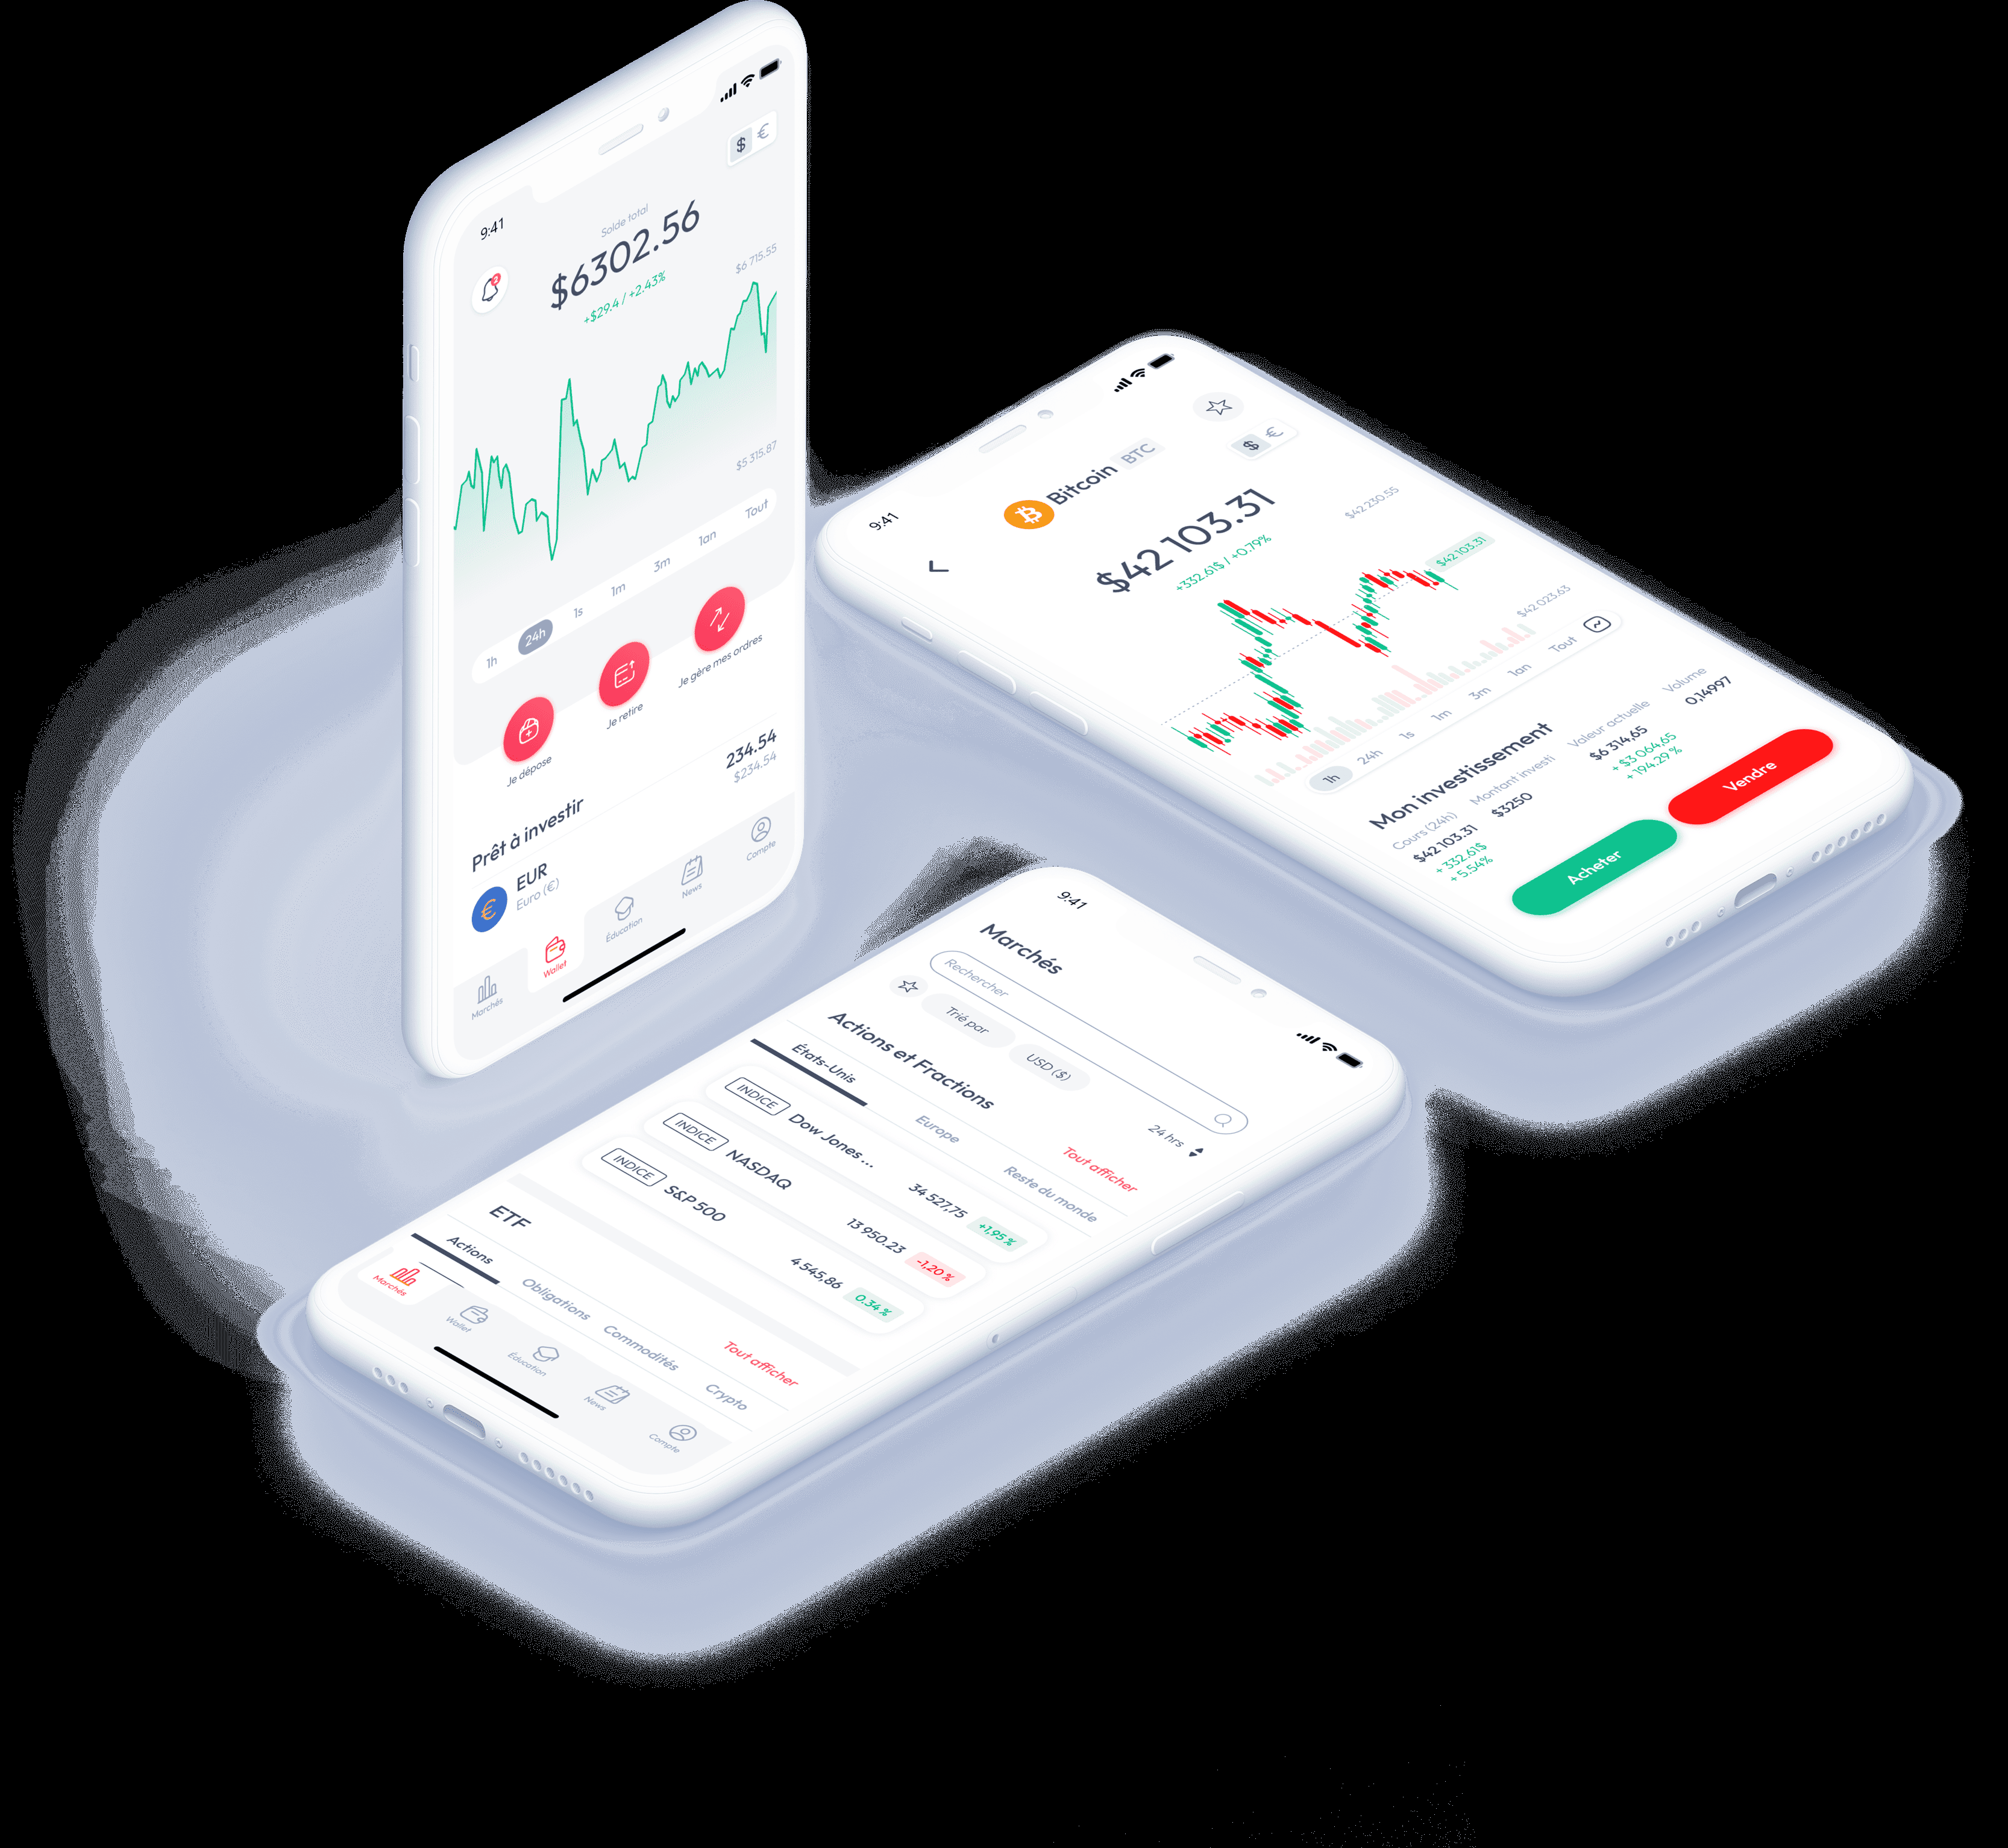 9:41
$ €
Solde total
$6302.56
+$29.4 / +2.43%
2
$6 715.55
$5 315.87
1h 24h 1s 1m 3m 1an Tout
Je dépose
Je retire
Je gère mes ordres
Prêt à investir
€ EUR 234.54
Euro (€) $234.54
Marchés Wallet Éducation News Compte
9:41
Bitcoin BTC
$ €
$42 103.31
+332.61$ / +0.79%
$42 230.55
$42 103.31
$42 023.63
1h 24h 1s 1m 3m 1an Tout
Mon investissement
Cours (24h) Montant investi Valeur actuelle Volume
$42 103.31 $3250 $6 314,65 0,14997
+ 332.61$ + $3 064,65
+ 5.54% + 194.29 %
Acheter Vendre
9:41
Marchés
Rechercher
Trié par USD ($) 24 hrs
Actions et Fractions Tout afficher
États-Unis Europe Reste du monde
INDICE Dow Jones ... 34 527,75 +1,95 %
INDICE NASDAQ 13 950.23 -1,20 %
INDICE S&P 500 4 545,86 0.34 %
ETF Tout afficher
Actions Obligations Commodités Crypto
Marchés Wallet Éducation News Compte